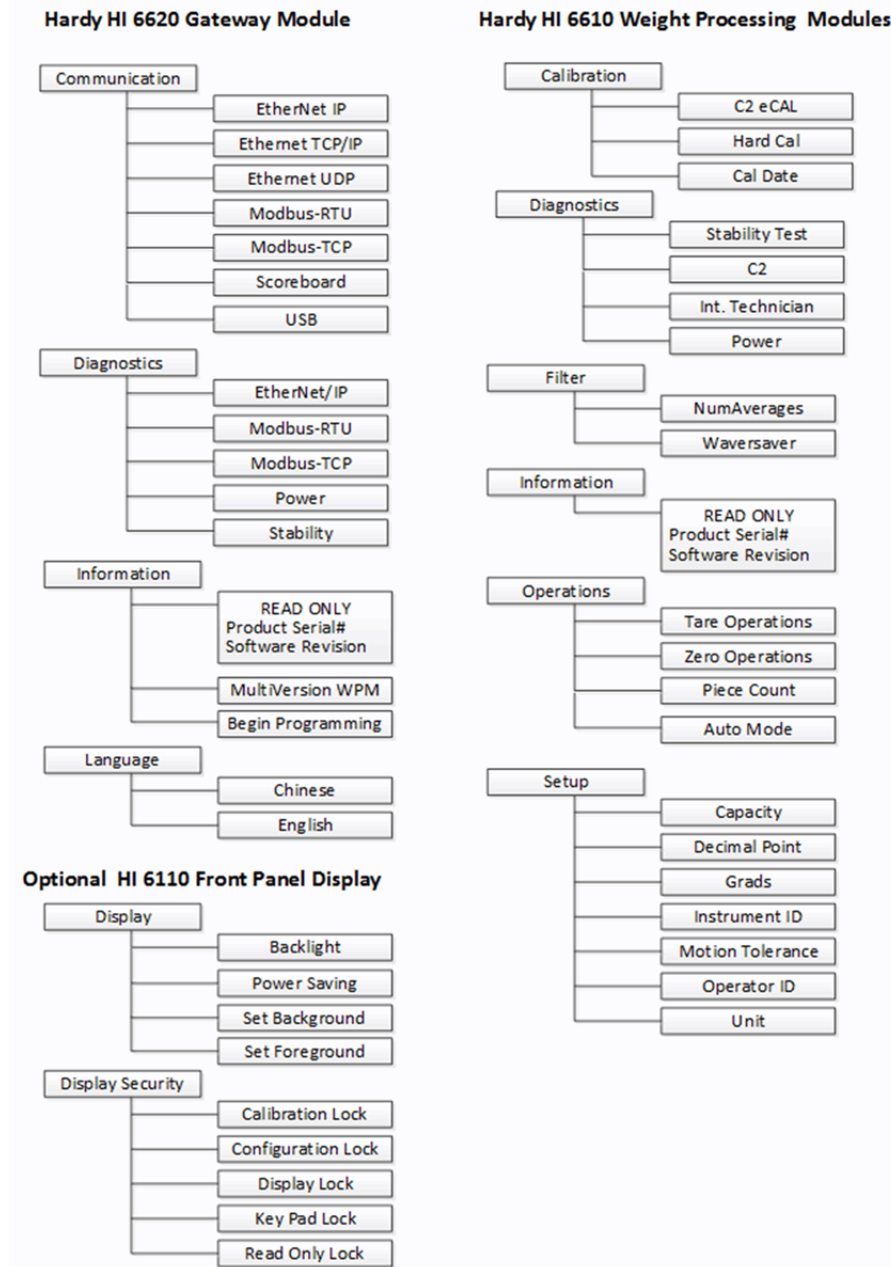 Hardy HI 6620 Gateway Module
Communication
EtherNet IP
Ethernet TCP/IP
Ethernet UDP
Modbus-RTU
Modbus-TCP
Scoreboard
USB
Diagnostics
EtherNet/IP
Modbus-RTU
Modbus-TCP
Power
Stability
Information
READ ONLY
Product Serial#
Software Revision
MultiVersion WPM
Begin Programming
Language
Chinese
English
Optional HI 6110 Front Panel Display
Display
Backlight
Power Saving
Set Background
Set Foreground
Display Security
Calibration Lock
Configuration Lock
Display Lock
Key Pad Lock
Read Only Lock
Hardy HI 6610 Weight Processing Modules
Calibration
C2 eCAL
Hard Cal
Cal Date
Diagnostics
Stability Test
C2
Int. Technician
Power
Filter
NumAverages
Waversaver
Information
READ ONLY
Product Serial#
Software Revision
Operations
Tare Operations
Zero Operations
Piece Count
Auto Mode
Setup
Capacity
Decimal Point
Grads
Instrument ID
Motion Tolerance
Operator ID
Unit